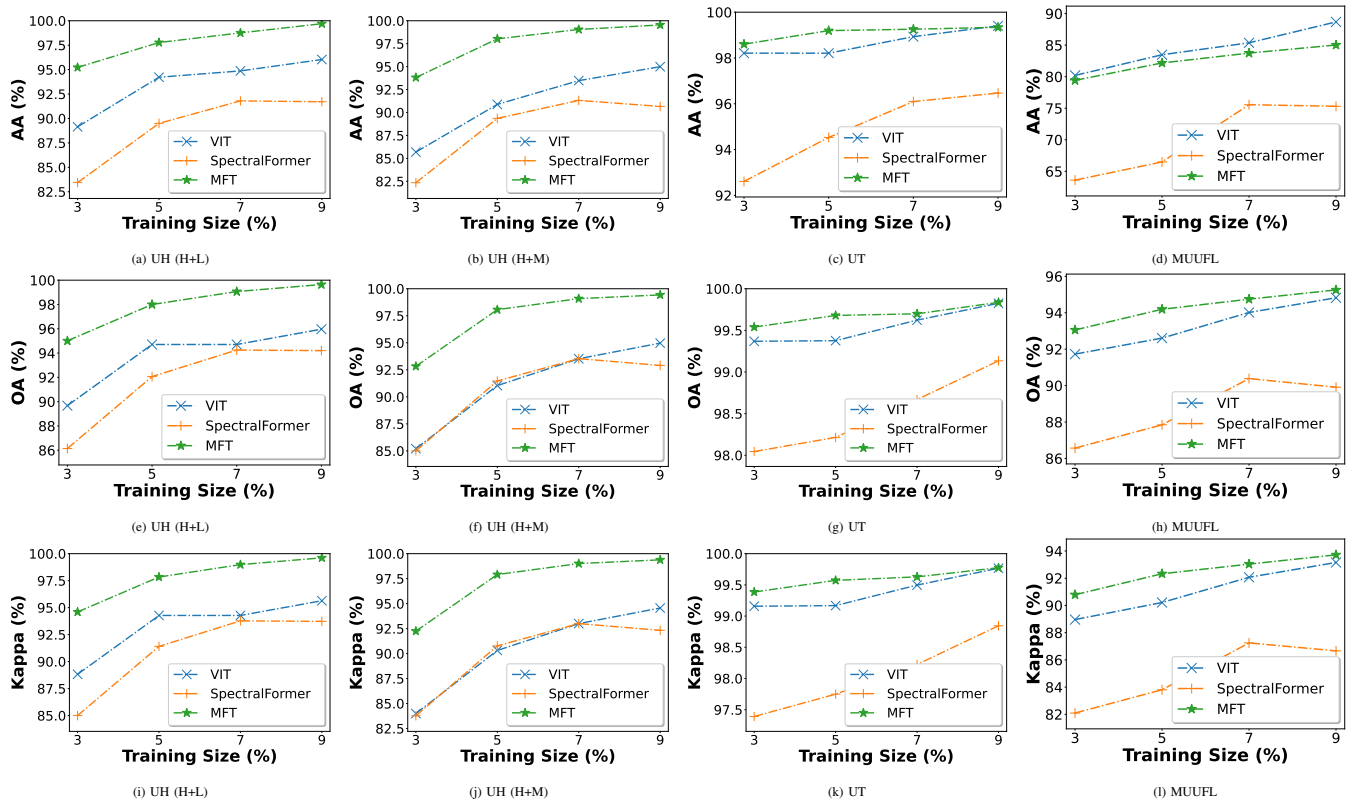 100.0
97.5
95.0
92.5
90.0
87.5
85.0
82.5
AA (%)
VIT
SpectralFormer
MFT
3 5 7 9
Training Size (%)
(a) UH (H+L)
100.0
97.5
95.0
92.5
90.0
87.5
85.0
82.5
AA (%)
VIT
SpectralFormer
MFT
3 5 7 9
Training Size (%)
(b) UH (H+M)
100
98
96
94
92
AA (%)
VIT
SpectralFormer
MFT
3 5 7 9
Training Size (%)
(c) UT
90
85
80
75
70
65
AA (%)
VIT
SpectralFormer
MFT
3 5 7 9
Training Size (%)
(d) MUUFL
100
98
96
94
92
90
88
86
OA (%)
VIT
SpectralFormer
MFT
3 5 7 9
Training Size (%)
(e) UH (H+L)
100.0
97.5
95.0
92.5
90.0
87.5
85.0
OA (%)
VIT
SpectralFormer
MFT
3 5 7 9
Training Size (%)
(f) UH (H+M)
100.0
99.5
99.0
98.5
98.0
OA (%)
VIT
SpectralFormer
MFT
3 5 7 9
Training Size (%)
(g) UT
96
94
92
90
88
86
OA (%)
VIT
SpectralFormer
MFT
3 5 7 9
Training Size (%)
(h) MUUFL
100.0
97.5
95.0
92.5
90.0
87.5
85.0
Kappa (%)
VIT
SpectralFormer
MFT
3 5 7 9
Training Size (%)
(i) UH (H+L)
100.0
97.5
95.0
92.5
90.0
87.5
85.0
82.5
Kappa (%)
VIT
SpectralFormer
MFT
3 5 7 9
Training Size (%)
(j) UH (H+M)
100.0
99.5
99.0
98.5
98.0
97.5
Kappa (%)
VIT
SpectralFormer
MFT
3 5 7 9
Training Size (%)
(k) UT
94
92
90
88
86
84
82
Kappa (%)
VIT
SpectralFormer
MFT
3 5 7 9
Training Size (%)
(l) MUUFL